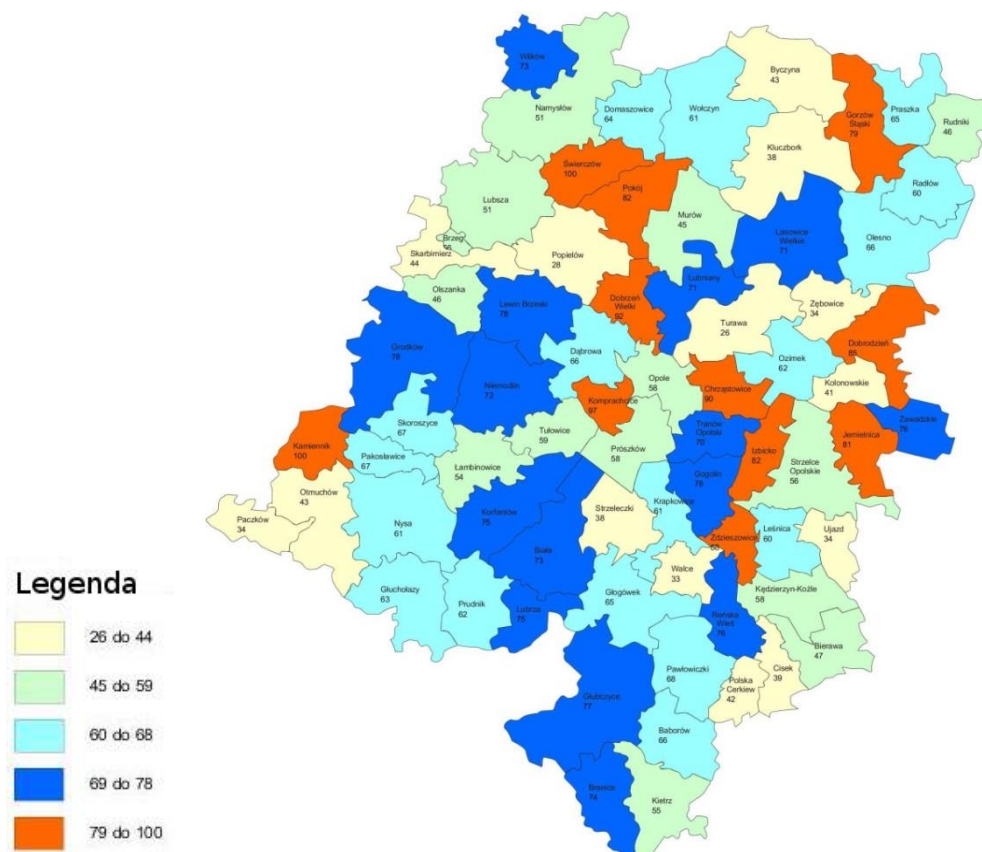 Wilków
73
Namysłów
51
Domaszowice
64
Wołczyn
61
Byczyna
43
Gorzów
Śląski
79
Praszka
65
Rudniki
46
Kluczbork
38
Radłów
60
Świerczów
100
Pokój
82
Lubsza
51
Murów
45
Lasowice
Wielkie
71
Olesno
66
Brzeg
Skarbimierz
44
Popielów
28
Olszanka
46
Lewin Brzeski
78
Dobrzeń
Wielki
92
Łubniany
71
Turawa
26
Zębowice
34
Dobrodzień
85
Grodków
78
Dąbrowa
66
Ozimek
62
Opole
58
Chrząstowice
90
Kolonowskie
41
Niemodlin
72
Komprachcice
97
Skoroszyce
67
Tułowice
59
Tranów
Opolski
70
Zawadzkie
76
Jemielnica
81
Izbicko
82
Kamiennik
100
Pakosławice
67
Łambinowice
54
Prószków
58
Strzelce
Opolskie
56
Gogolin
78
Otmuchów
43
Paczków
34
Nysa
61
Korfantów
75
Strzeleczki
38
Krapkowice
61
Zdzieszowice
Leśnica
60
Ujazd
34
Biała
73
Walce
33
Kędzierzyn-Koźle
58
Głuchołazy
63
Prudnik
62
Lubrza
75
Głogówek
65
Reńska
Wieś
76
Bierawa
47
Pawłowiczki
68
Cisek
39
Polska
Cerkiew
42
Głubczyce
77
Baborów
66
Branice
74
Kietrz
55
Legenda
26 do 44
45 do 59
60 do 68
69 do 78
79 do 100